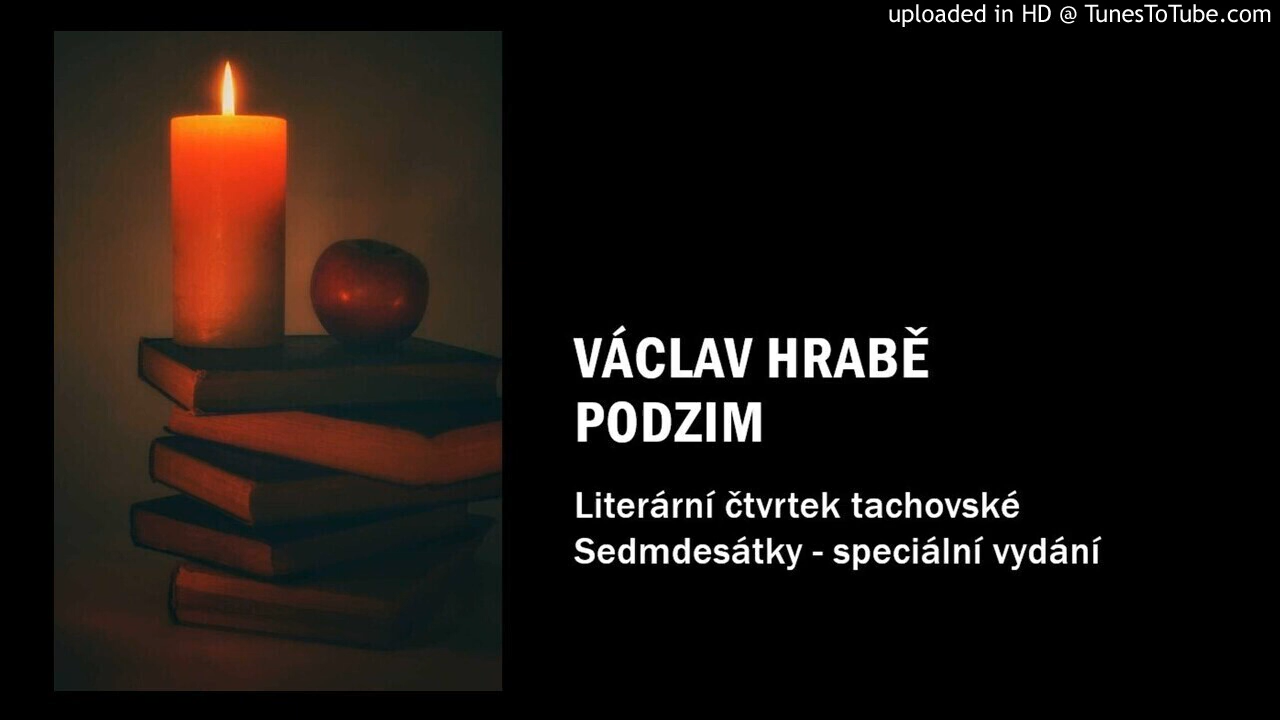 uploaded in HD @ TunesToTube.com
VÁCLAV HRABĚ
PODZIM
Literární čtvrtek tachovské
Sedmdesátky - speciální vydání